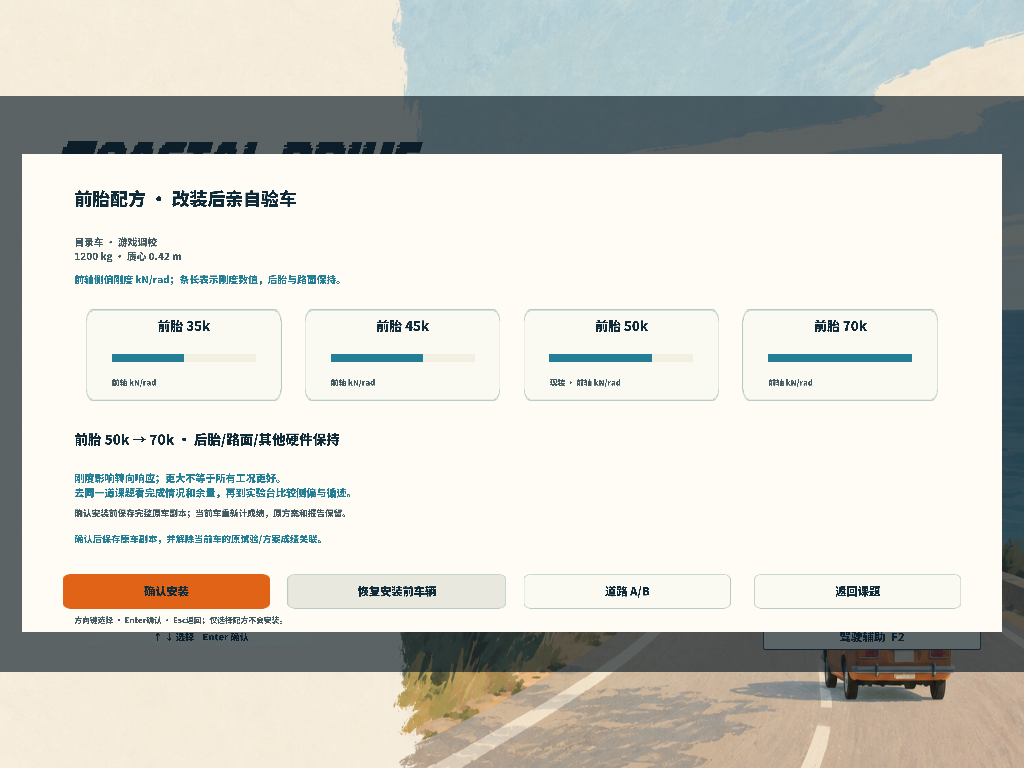 COASTAL DRIVE
前胎配方 · 改装后亲自验车
目录车 · 游戏调校
1200 kg · 质心 0.42 m
前轴侧偏刚度 kN/rad；条长表示刚度数值，后胎与路面保持。
前胎 35k
前胎 45k
前胎 50k
前胎 70k
前轴 kN/rad
前轴 kN/rad
现装 · 前轴 kN/rad
前轴 kN/rad
前胎 50k → 70k · 后胎/路面/其他硬件保持
刚度影响转向响应；更大不等于所有工况更好。
去同一道课题看完成情况和余量，再到实验台比较侧偏与循迹。
确认安装前保存完整原车副本；当前车重新计成绩，原方案和报告保留。
确认后保存原车副本，并解除当前车的原试验/方案成绩关联。
确认安装
恢复安装前车辆
道路 A/B
返回课题
方向键选择 · Enter确认 · Esc返回；仅选择配方不会安装。
↑ ↓ 选择 Enter 确认
驾驶辅助 F2